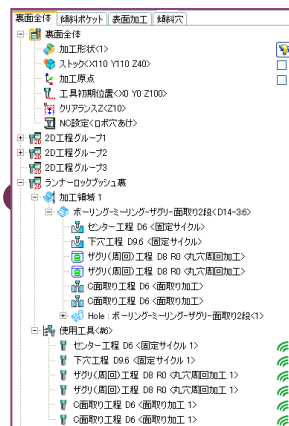 裏面全体 傾斜ポケット 表面加工 傾斜穴
裏面全体
加工形状<1>
ストック<X110 Y110 Z40>
加工原点
工具初期位置<X0 Y0 Z100>
クリアランスZ<Z10>
NC設定<ロボ穴あけ>
2D工程グループ1
2D工程グループ2
2D工程グループ3
ランナーロックブッシュ裏
加工領域 1
ボーリング-ミーリング-ザグリ-面取り2段<D14-36>
センター工程 D6 <固定サイクル>
下穴工程 D9.6 <固定サイクル>
ザグリ(周回)工程 D8 R0 <丸穴周回加工>
ザグリ(周回)工程 D8 R0 <丸穴周回加工>
C面取り工程 D6 <面取り加工>
C面取り工程 D6 <面取り加工>
Hole : ボーリング-ミーリング-ザグリ-面取り2段<1>
使用工具<#6>
センター工程 D6 <固定サイクル 1>
下穴工程 D9.6 <固定サイクル 1>
ザグリ(周回)工程 D8 R0 <丸穴周回加工 1>
ザグリ(周回)工程 D8 R0 <丸穴周回加工 1>
C面取り工程 D6 <面取り加工 1>
C面取り工程 D6 <面取り加工 1>